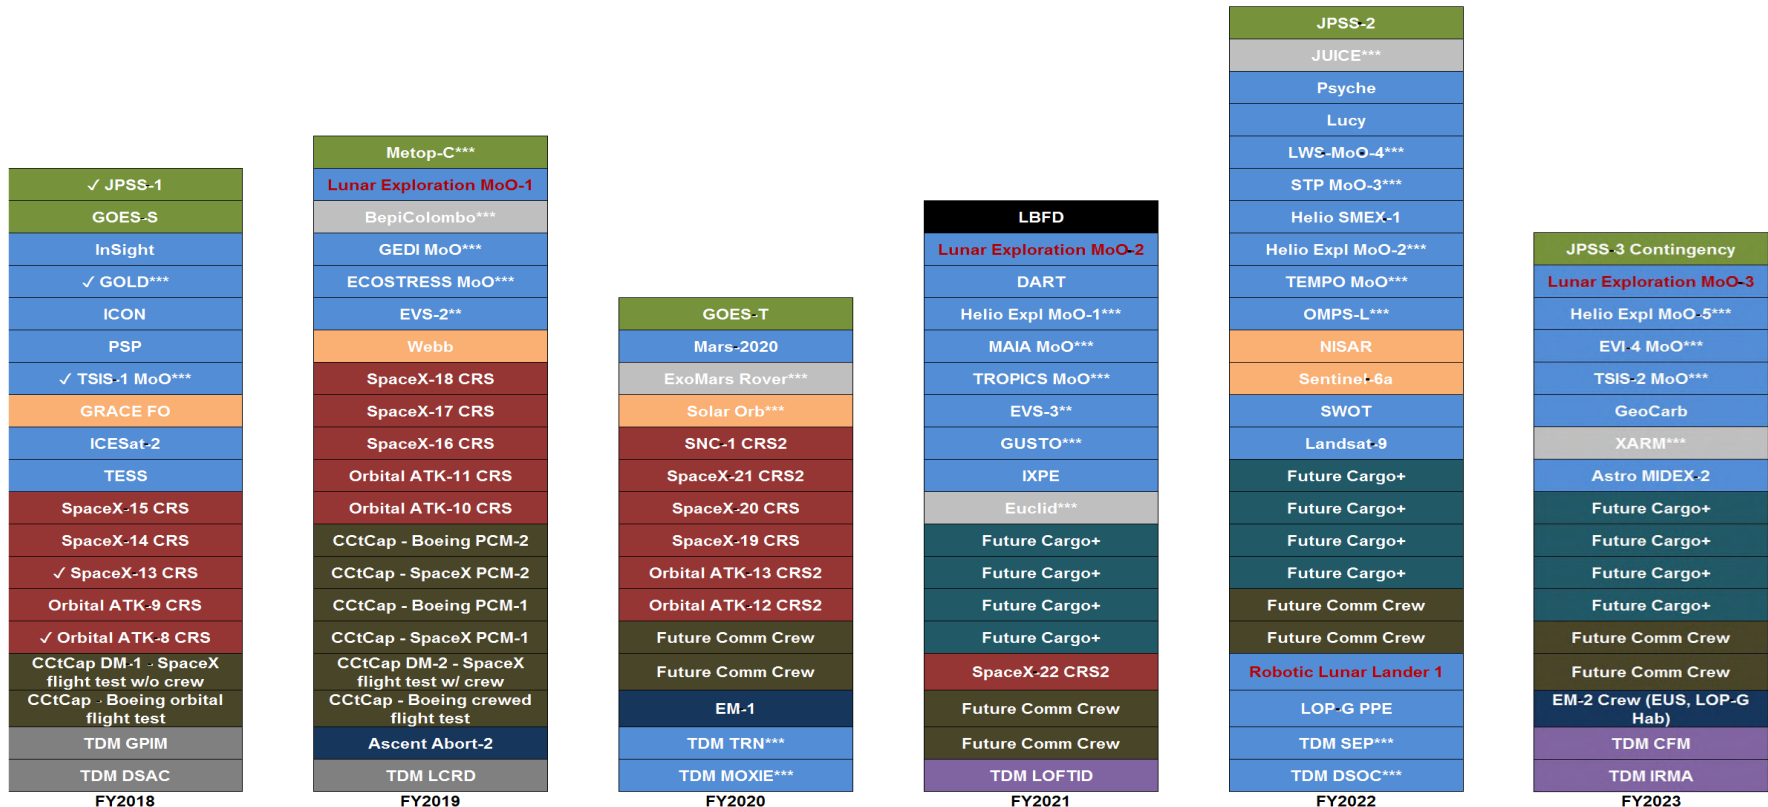 ✓ JPSS-1
GOES-S
InSight
✓ GOLD***
ICON
PSP
✓ TSIS-1 MoO***
GRACE FO
ICESat-2
TESS
SpaceX-15 CRS
SpaceX-14 CRS
✓ SpaceX-13 CRS
Orbital ATK-9 CRS
✓ Orbital ATK-8 CRS
CCtCap DM-1 - SpaceX
flight test w/o crew
CCtCap - Boeing orbital
flight test
TDM GPIM
TDM DSAC
FY2018
Metop-C***
Lunar Exploration MoO-1
BepiColombo***
GEDI MoO***
ECOSTRESS MoO***
EVS-2**
Webb
SpaceX-18 CRS
SpaceX-17 CRS
SpaceX-16 CRS
Orbital ATK-11 CRS
Orbital ATK-10 CRS
CCtCap - Boeing PCM-2
CCtCap - SpaceX PCM-2
CCtCap - Boeing PCM-1
CCtCap - SpaceX PCM-1
CCtCap DM-2 - SpaceX
flight test w/ crew
CCtCap - Boeing crewed
flight test
Ascent Abort-2
TDM LCRD
FY2019
GOES-T
Mars-2020
ExoMars Rover***
Solar Orb***
SNC-1 CRS2
SpaceX-21 CRS2
SpaceX-20 CRS
SpaceX-19 CRS
Orbital ATK-13 CRS2
Orbital ATK-12 CRS2
Future Comm Crew
Future Comm Crew
EM-1
TDM TRN***
TDM MOXIE***
FY2020
LBFD
Lunar Exploration MoO-2
DART
Helio Expl MoO-1***
MAIA MoO***
TROPICS MoO***
EVS-3**
GUSTO***
IXPE
Euclid***
Future Cargo+
Future Cargo+
Future Cargo+
Future Cargo+
SpaceX-22 CRS2
Future Comm Crew
Future Comm Crew
TDM LOFTID
FY2021
JPSS-2
JUICE***
Psyche
Lucy
LWS-MoO-4***
STP MoO-3***
Helio SMEX-1
Helio Expl MoO-2***
TEMPO MoO***
OMPS-L***
NISAR
Sentinel-6a
SWOT
Landsat-9
Future Cargo+
Future Cargo+
Future Cargo+
Future Cargo+
Future Comm Crew
Future Comm Crew
Robotic Lunar Lander 1
LOP-G PPE
TDM SEP***
TDM DSOC***
FY2022
JPSS-3 Contingency
Lunar Exploration MoO-3
Helio Expl MoO-5***
EVI-4 MoO***
TSIS-2 MoO***
GeoCarb
XARM***
Astro MIDEX-2
Future Cargo+
Future Cargo+
Future Cargo+
Future Cargo+
Future Comm Crew
Future Comm Crew
EM-2 Crew (EUS, LOP-G
Hab)
TDM CFM
TDM IRMA
FY2023